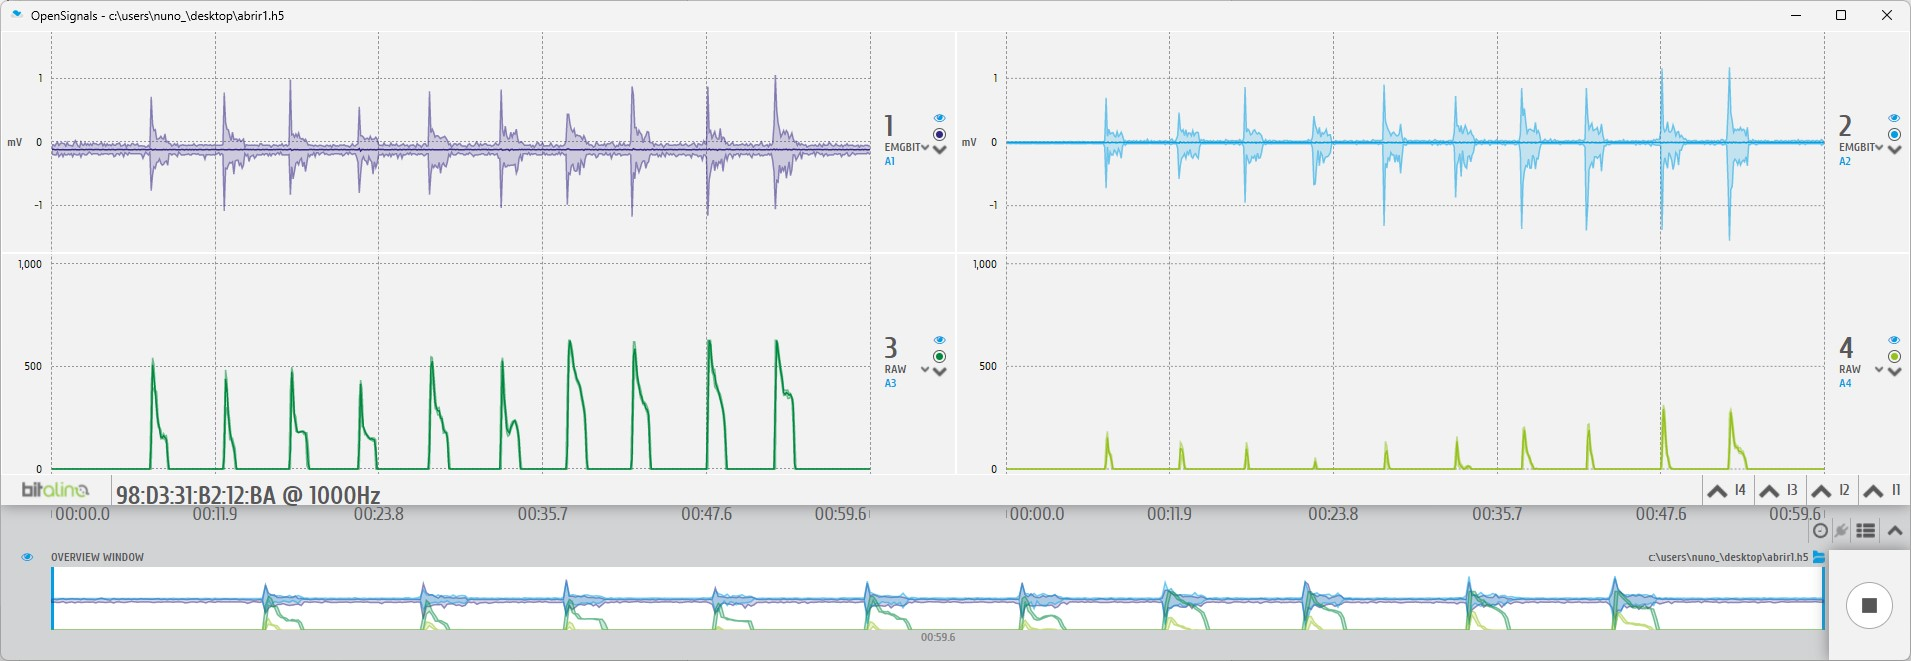 OpenSignals - c:\users\nuno_\desktop\abrir1.h5
1
mV
0
-1
1
EMGBIT
A1
1
mV
0
-1
2
EMGBIT
A2
1,000
500
0
3
RAW
A3
1,000
500
0
4
RAW
A4
bitalino
98:D3:31:B2:12:BA @ 1000Hz
I4 I3 I2 I1
00:00.0 00:11.9 00:23.8 00:35.7 00:47.6 00:59.6
00:00.0 00:11.9 00:23.8 00:35.7 00:47.6 00:59.6
OVERVIEW WINDOW
c:\users\nuno_\desktop\abrir1.h5
00:59.6